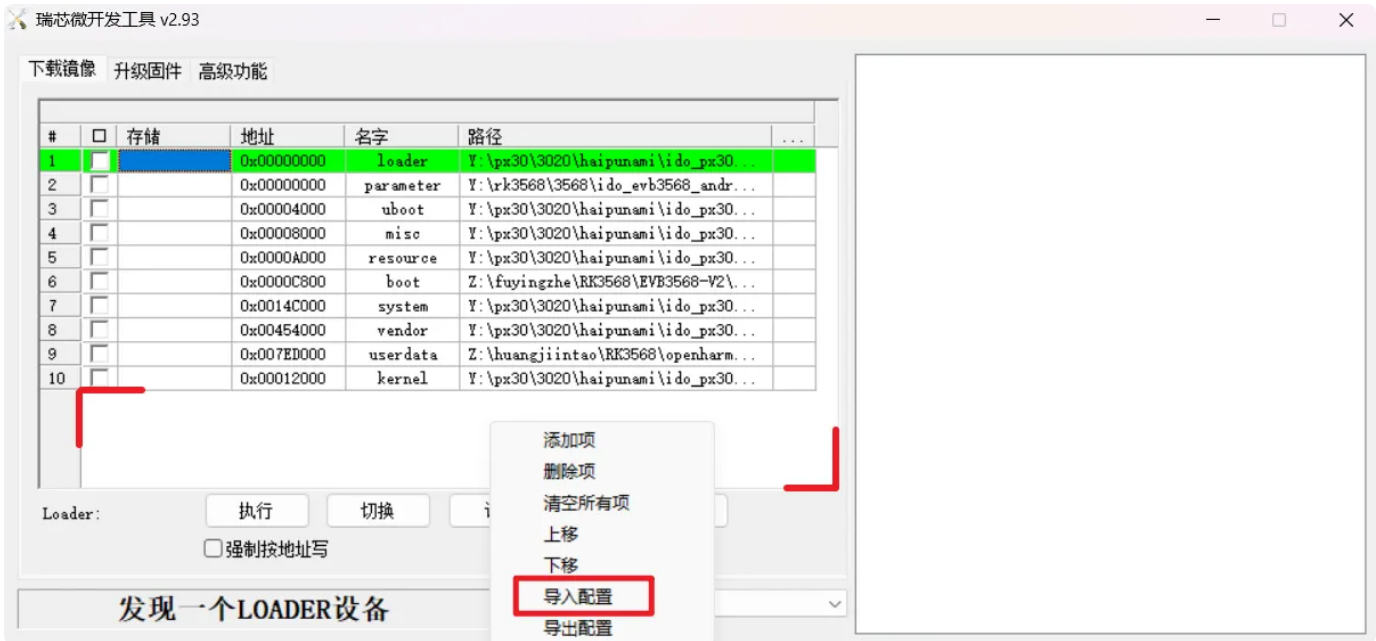 瑞芯微开发工具 v2.93
下载镜像 升级固件 高级功能
# 存储 地址 名字 路径 ...
1 0x00000000 loader Y:\px30\3020\haipunami\ido_px30...
2 0x00000000 parameter Y:\rk3568\3568\ido_evb3568_andr...
3 0x00004000 uboot Y:\px30\3020\haipunami\ido_px30...
4 0x00008000 misc Y:\px30\3020\haipunami\ido_px30...
5 0x0000A000 resource Y:\px30\3020\haipunami\ido_px30...
6 0x0000C800 boot Z:\fuyingzhe\RK3568\EVB3568-V2\...
7 0x0014C000 system Y:\px30\3020\haipunami\ido_px30...
8 0x00454000 vendor Y:\px30\3020\haipunami\ido_px30...
9 0x007ED000 userdata Z:\huangjiintao\RK3568\openharm...
10 0x00012000 kernel Y:\px30\3020\haipunami\ido_px30...
添加项
删除项
清空所有项
上移
下移
导入配置
导出配置
Loader: 执行 切换
强制按地址写
发现一个LOADER设备